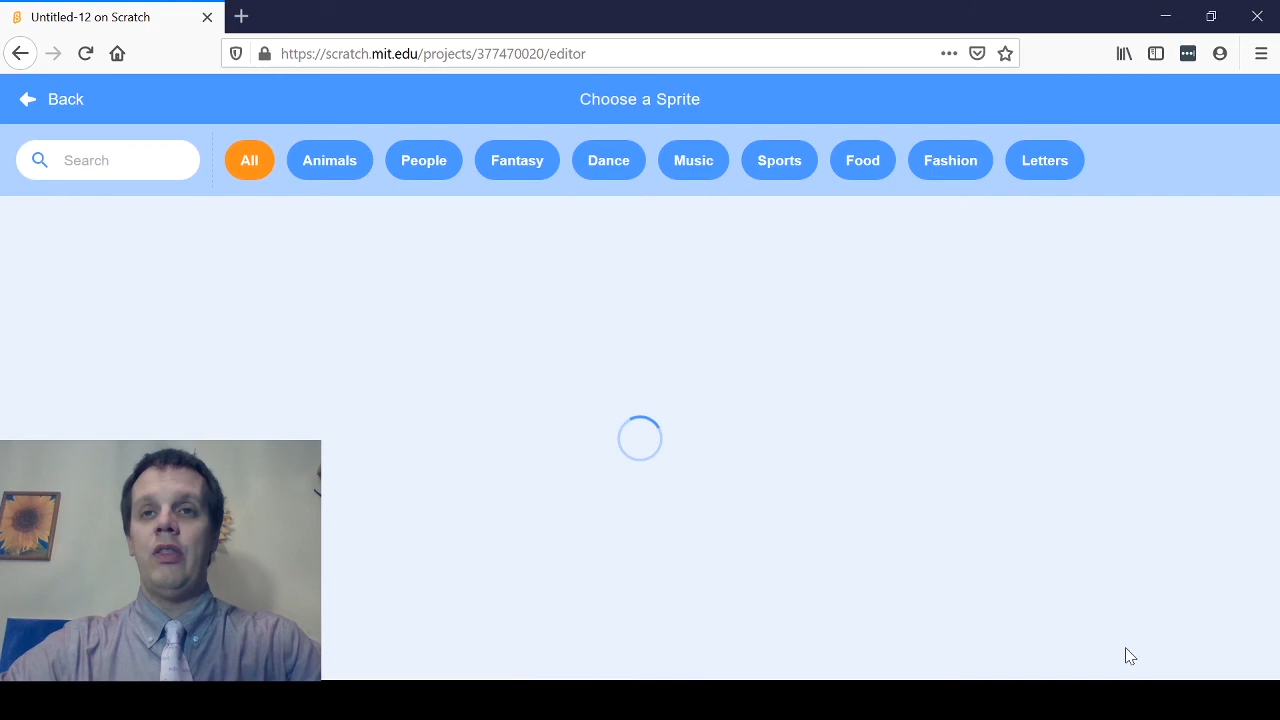 Untitled-12 on Scratch
https://scratch.mit.edu/projects/377470020/editor
Back
Choose a Sprite
Search
All
Animals
People
Fantasy
Dance
Music
Sports
Food
Fashion
Letters